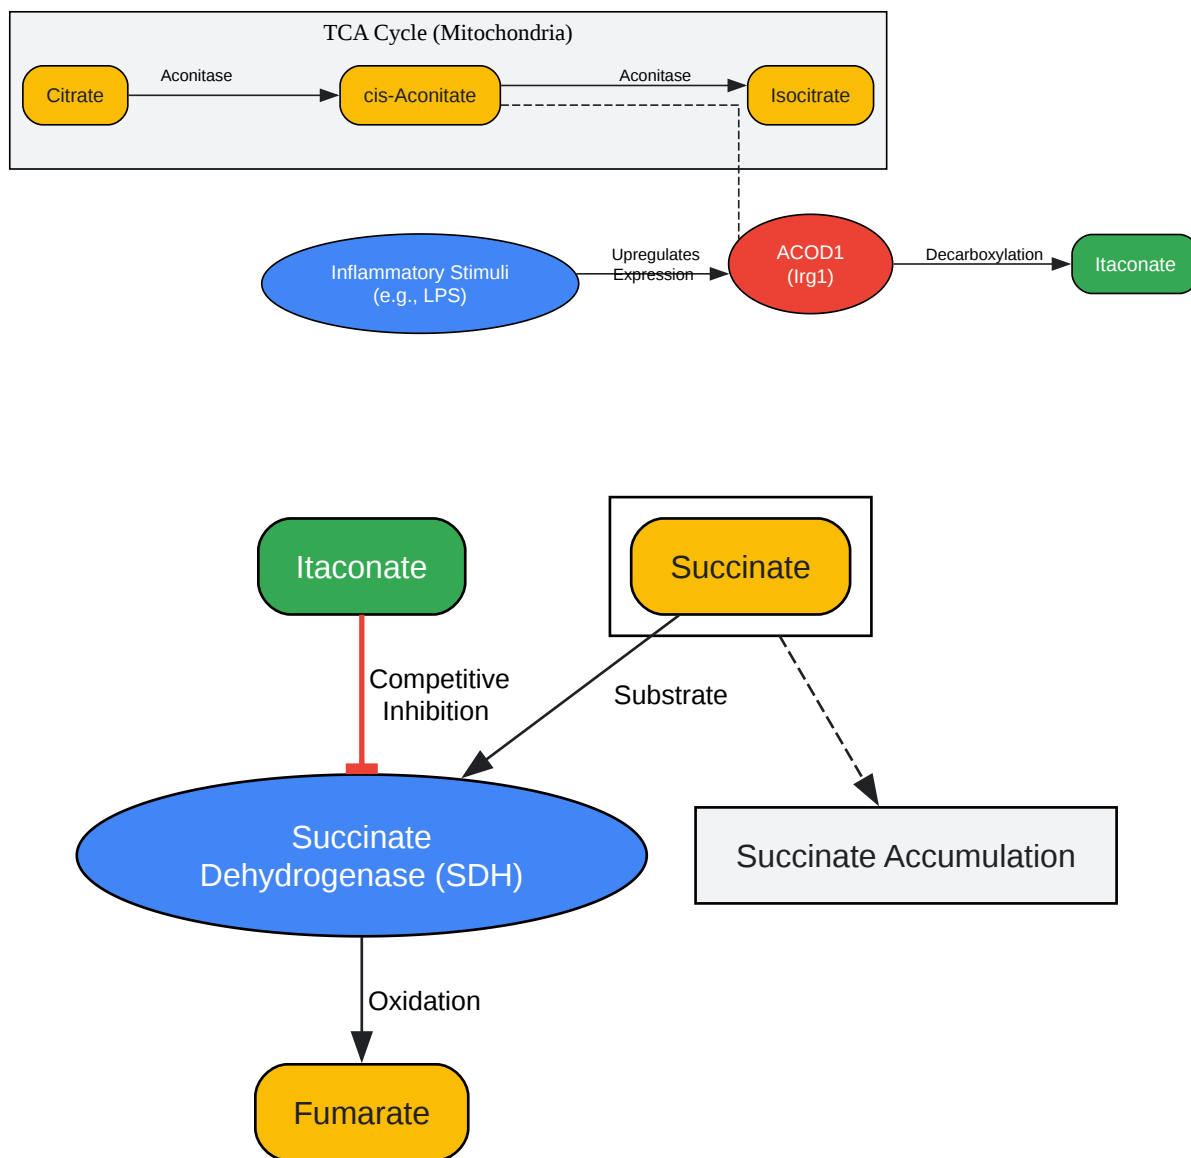 TCA Cycle (Mitochondria)
Aconitase
Aconitase
Citrate
cis-Aconitate
Isocitrate
Upregulates
Expression
ACOD1
(Irg1)
Decarboxylation
Itaconate
Inflammatory Stimuli
(e.g., LPS)
Itaconate
Succinate
Competitive
Inhibition
Substrate
Succinate
Dehydrogenase (SDH)
Succinate Accumulation
Oxidation
Fumarate